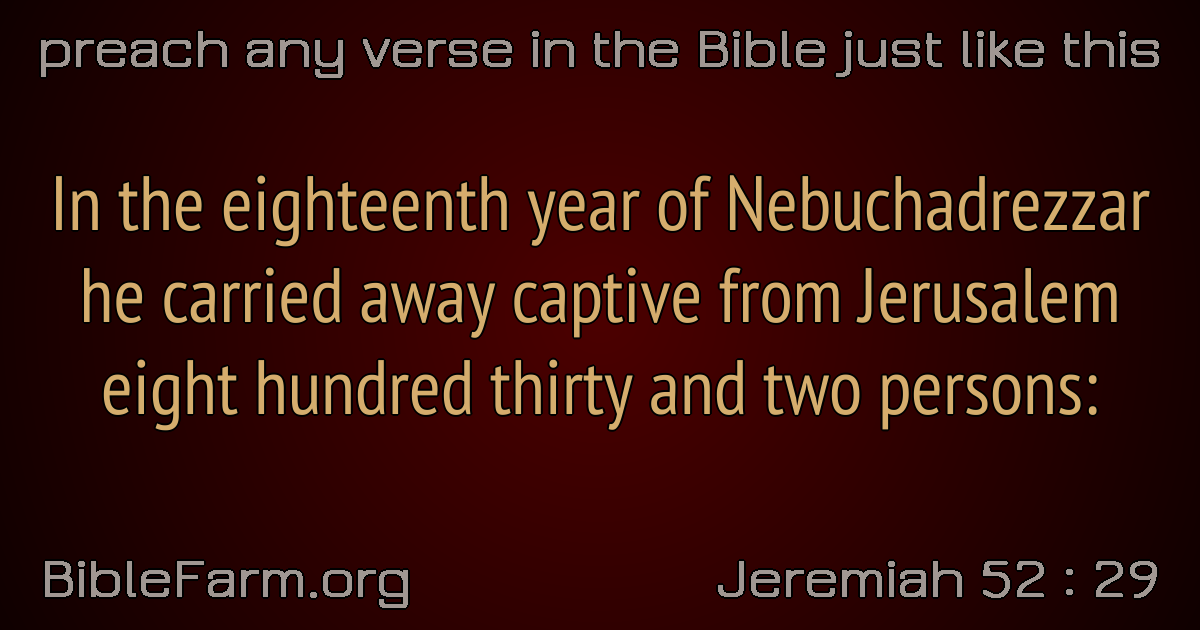 preach any verse in the Bible just like this
In the eighteenth year of Nebuchadrezzar
he carried away captive from Jerusalem
eight hundred thirty and two persons:
BibleFarm.org
Jeremiah 52 : 29